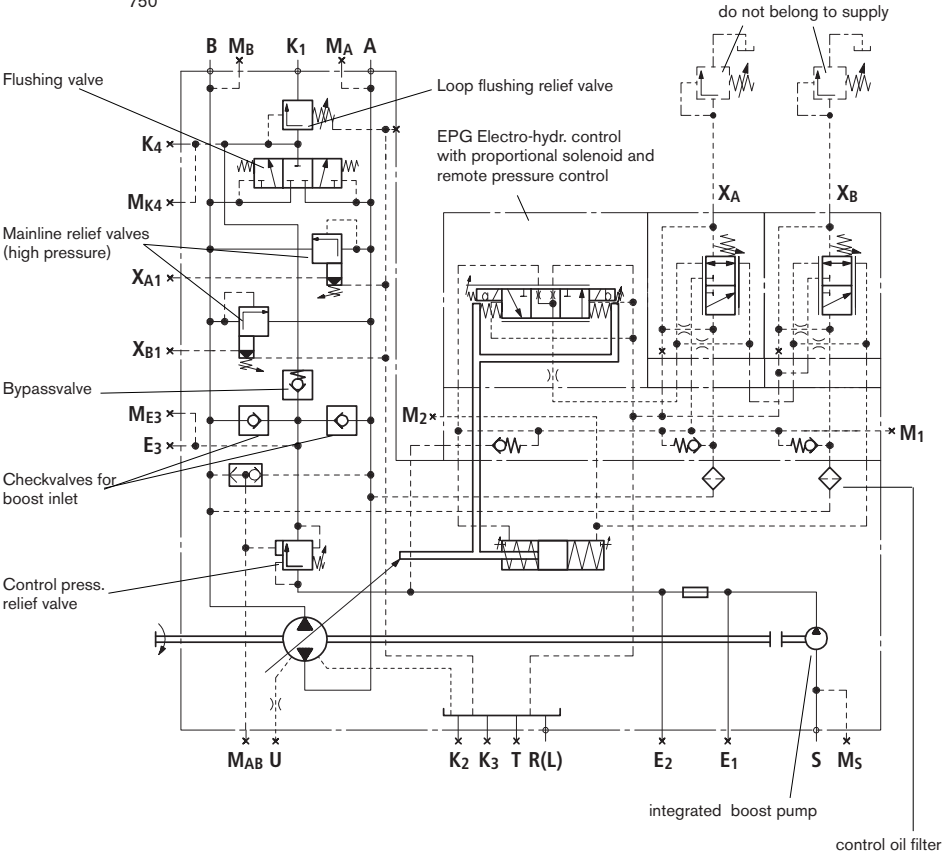 750
do not belong to supply
B MB K1 MA A
Flushing valve
Loop flushing relief valve
EPG Electro-hydr. control
with proportional solenoid and
remote pressure control
K4
MK4
XA XB
Mainline relief valves
(high pressure)
XA1
a b
XB1
Bypassvalve
ME3
M2
M1
E3
Checkvalves for
boost inlet
Control press.
relief valve
MAB U K2 K3 T R(L) E2 E1 S MS
integrated boost pump
control oil filter